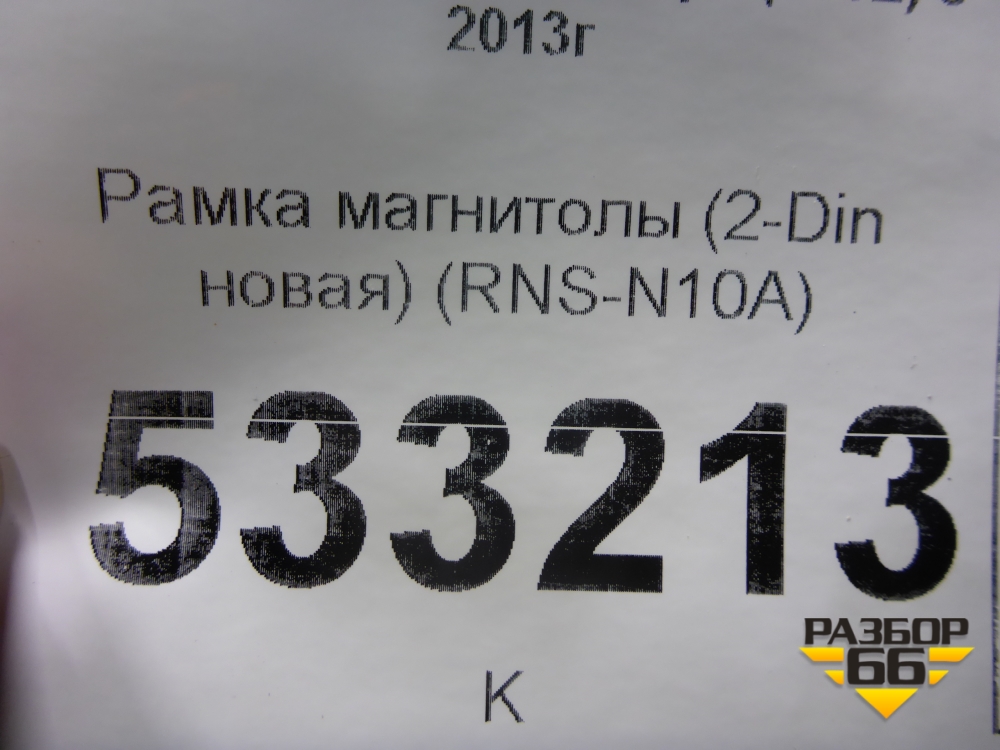 2013г
Рамка магнитолы (2-Din
новая) (RNS-N10A)
533213
К
РАЗБОР
66